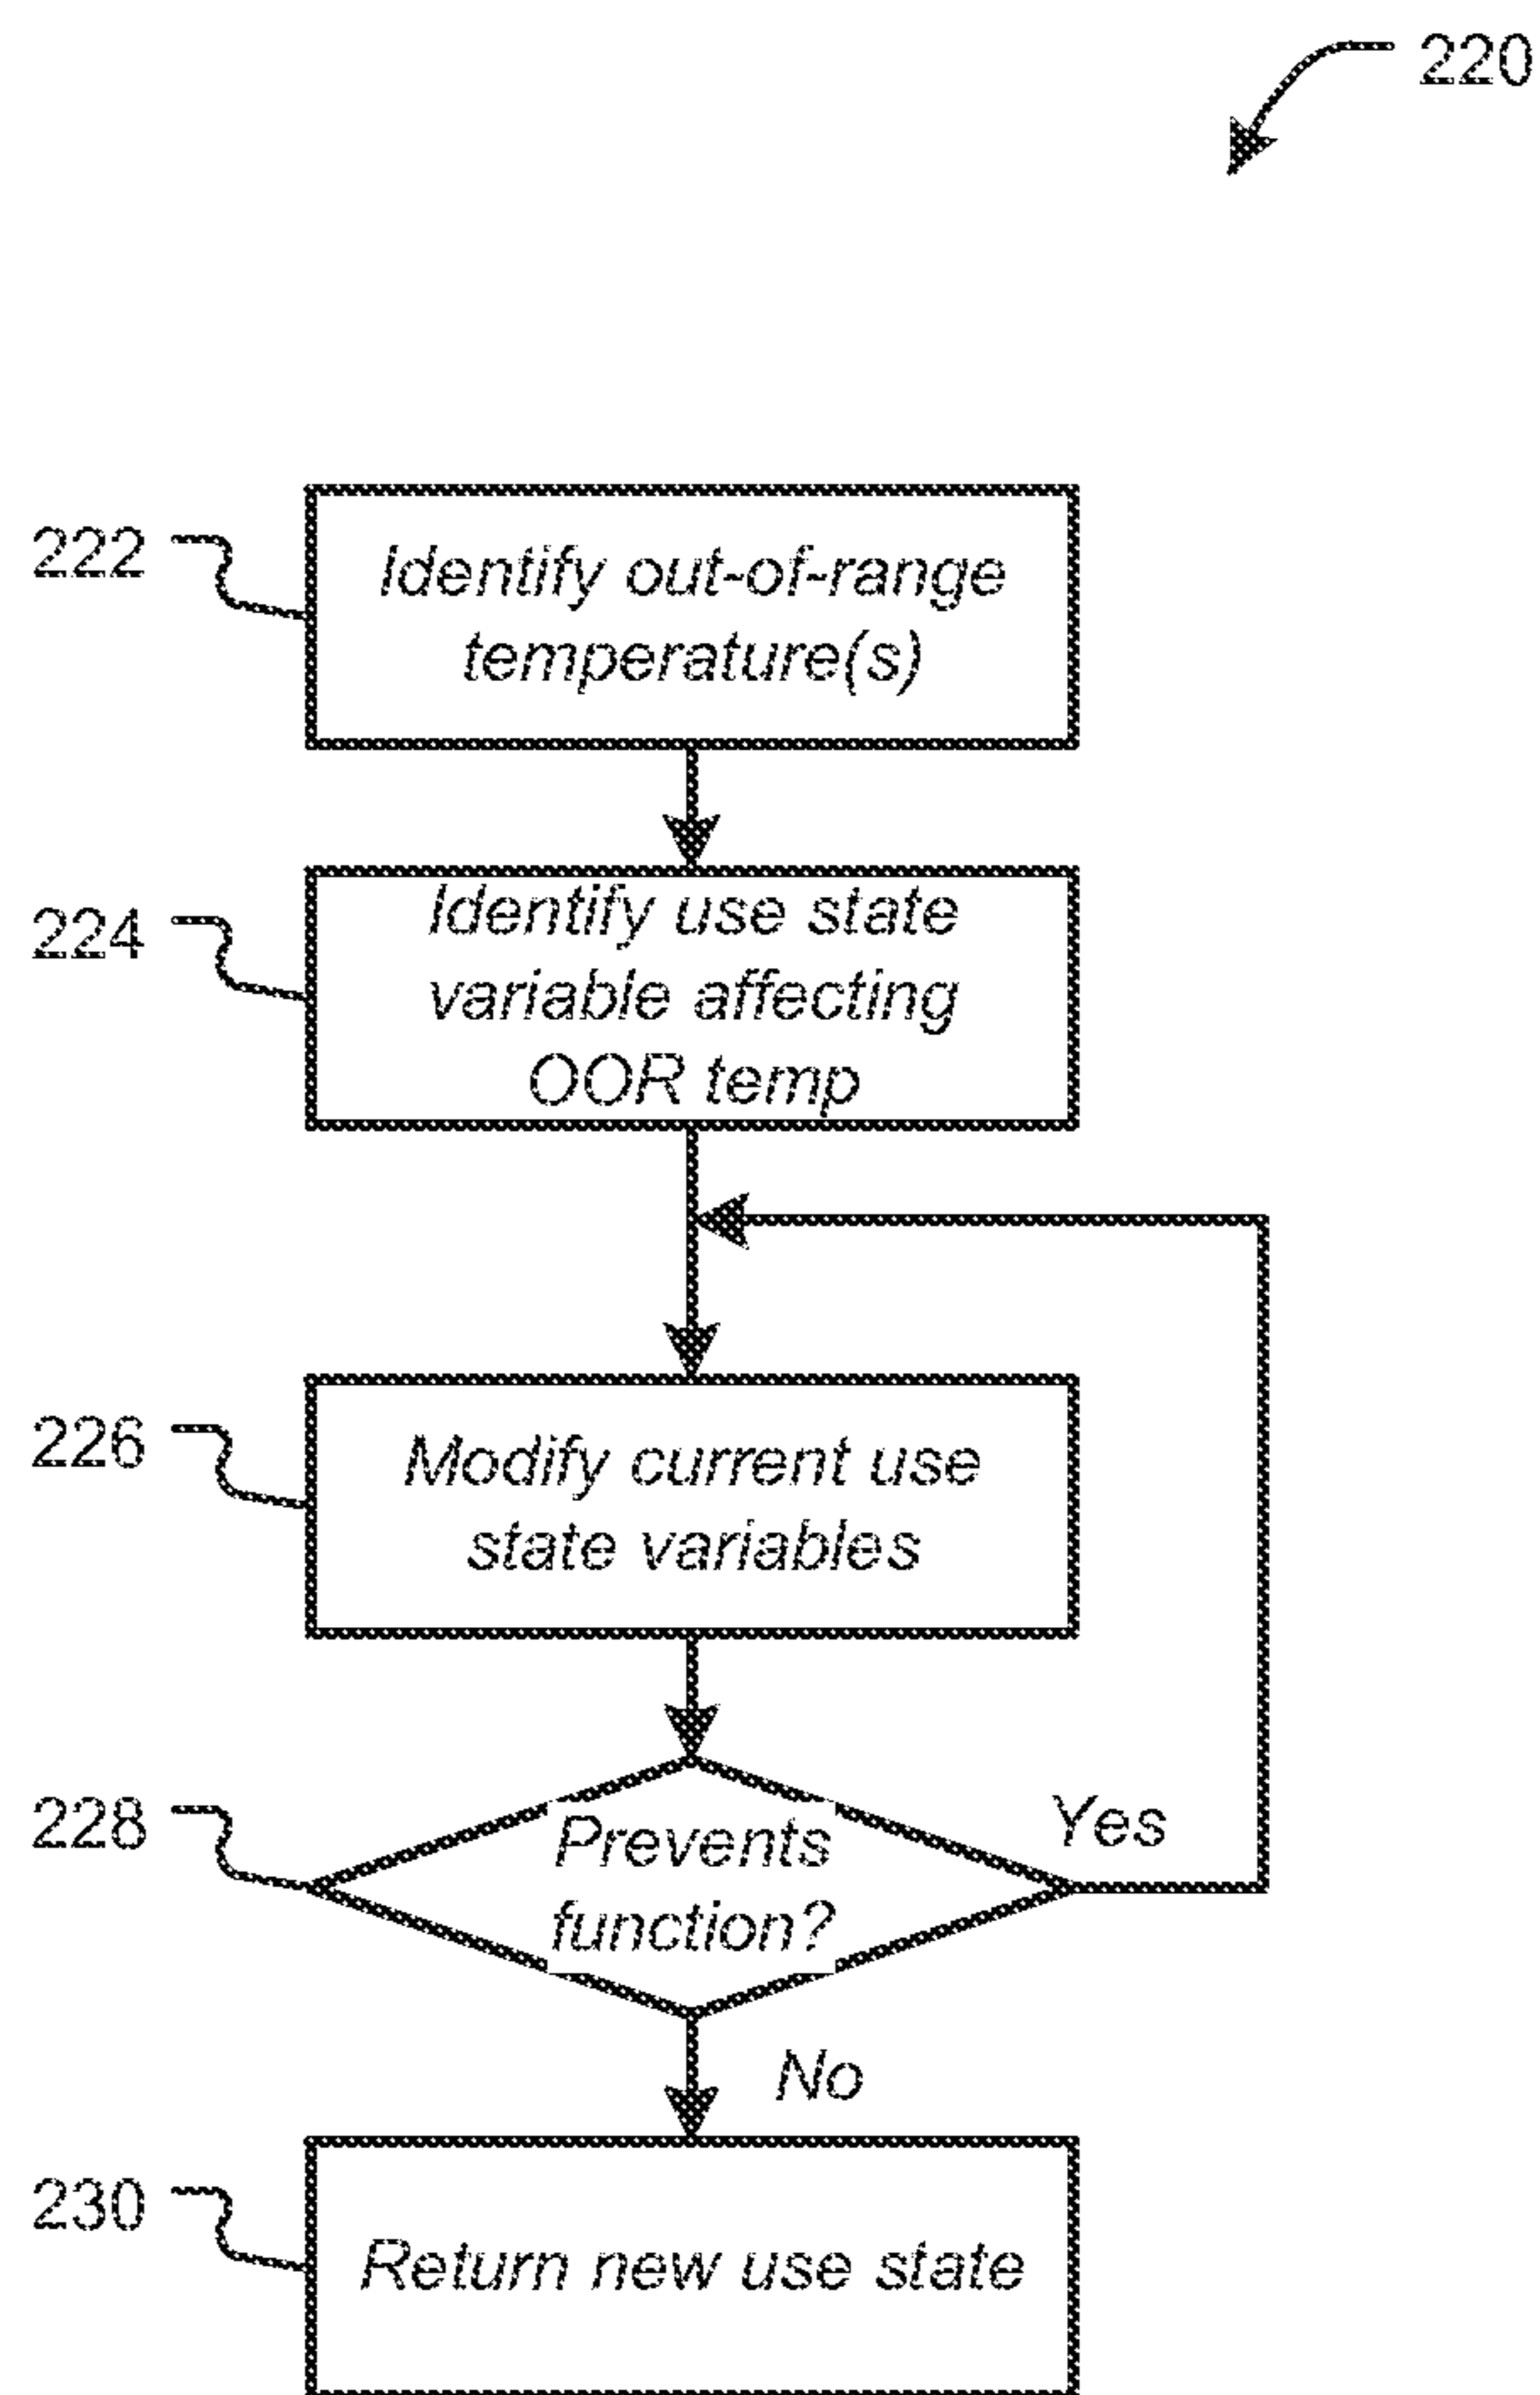 220
222
Identify out-of-range
temperature(s)
224
Identify use state
variable affecting
OOR temp
226
Modify current use
state variables
228
Prevents
function?
Yes
No
230
Return new use state